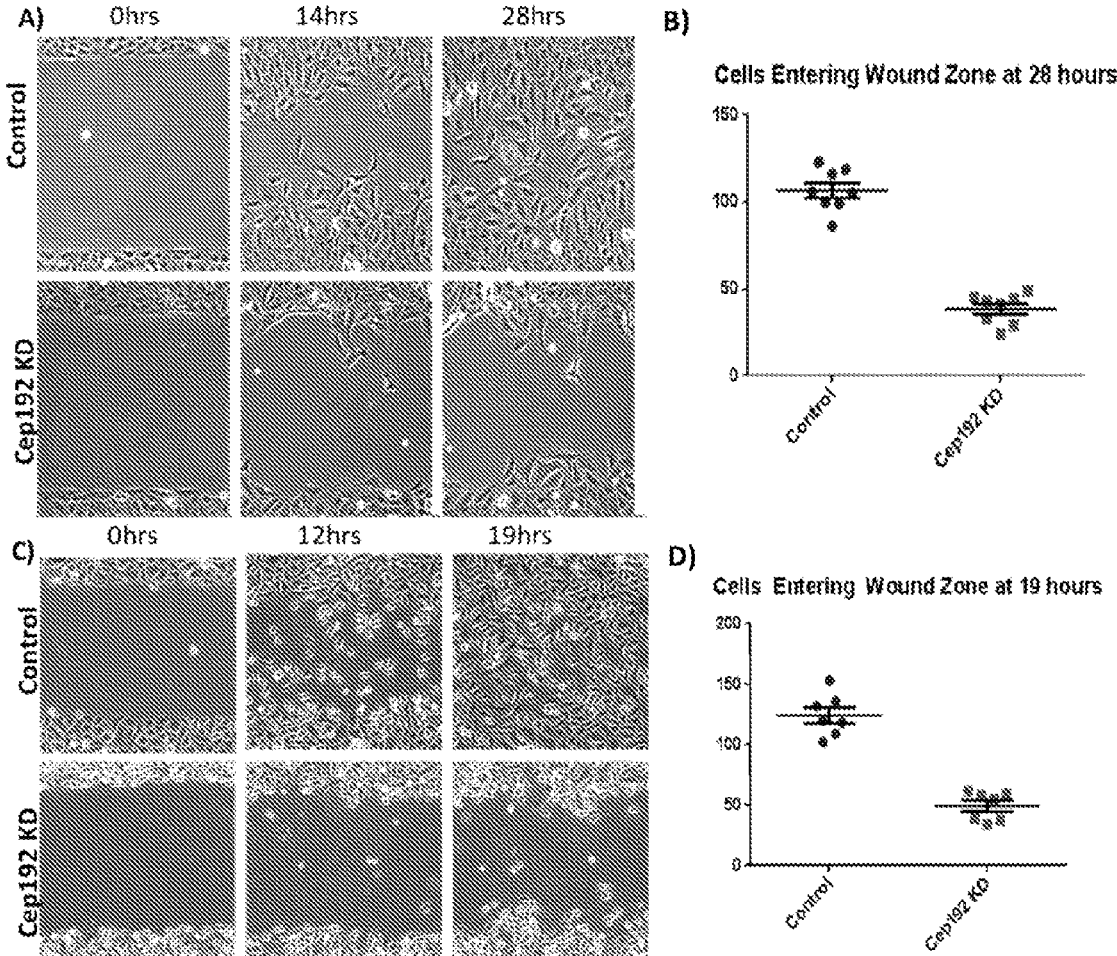 A)
0hrs 14hrs 28hrs
Control
Cep192 KD
B)
Cells Entering Wound Zone at 28 hours
150
100
50
0
Control
Cep192 KD
C)
0hrs 12hrs 19hrs
Control
Cep192 KD
D)
Cells Entering Wound Zone at 19 hours
200
150
100
50
0
Control
Cep192 KD